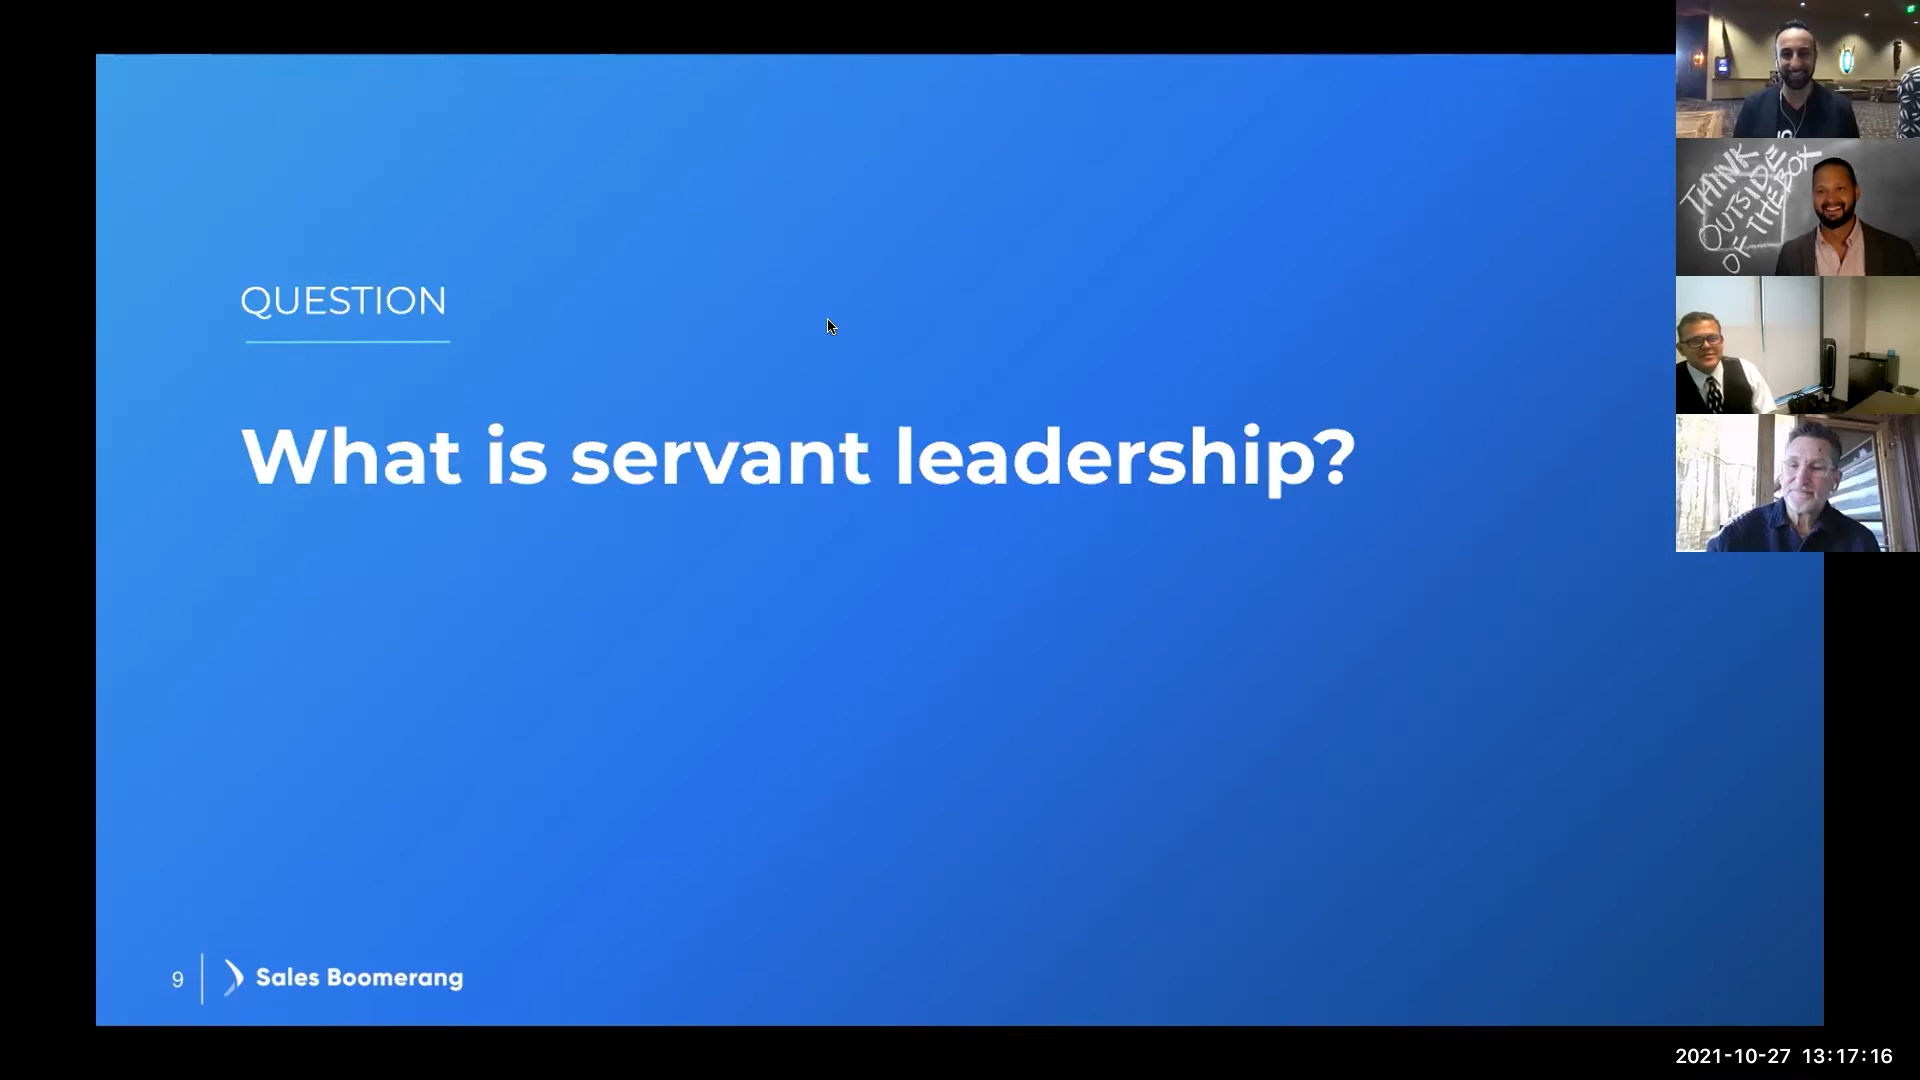 QUESTION
What is servant leadership?
9
Sales Boomerang
THINK
OUTSIDE
OF THE BOX
2021-10-27 13:17:16